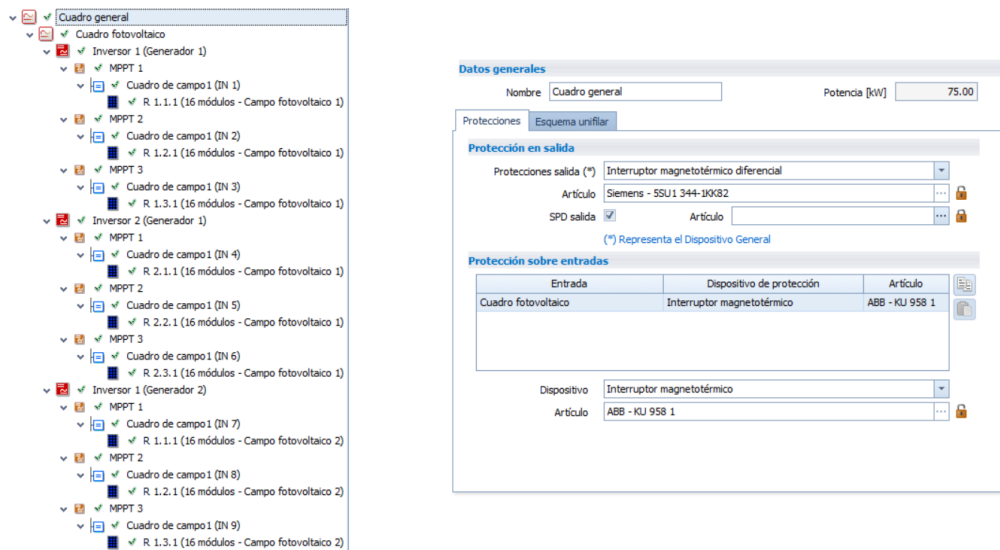 Cuadro general
Cuadro fotovoltaico
Inversor 1 (Generador 1)
MPPT 1
Cuadro de campo1 (IN 1)
R 1.1.1 (16 módulos - Campo fotovoltaico 1)
MPPT 2
Cuadro de campo1 (IN 2)
R 1.2.1 (16 módulos - Campo fotovoltaico 1)
MPPT 3
Cuadro de campo1 (IN 3)
R 1.3.1 (16 módulos - Campo fotovoltaico 1)
Inversor 2 (Generador 1)
MPPT 1
Cuadro de campo1 (IN 4)
R 2.1.1 (16 módulos - Campo fotovoltaico 1)
MPPT 2
Cuadro de campo1 (IN 5)
R 2.2.1 (16 módulos - Campo fotovoltaico 1)
MPPT 3
Cuadro de campo1 (IN 6)
R 2.3.1 (16 módulos - Campo fotovoltaico 1)
Inversor 1 (Generador 2)
MPPT 1
Cuadro de campo1 (IN 7)
R 1.1.1 (16 módulos - Campo fotovoltaico 2)
MPPT 2
Cuadro de campo1 (IN 8)
R 1.2.1 (16 módulos - Campo fotovoltaico 2)
MPPT 3
Cuadro de campo1 (IN 9)
R 1.3.1 (16 módulos - Campo fotovoltaico 2)
Datos generales
Nombre Cuadro general Potencia [kW] 75.00
Protecciones Esquema unifilar
Protección en salida
Protecciones salida (*) Interruptor magnetotérmico diferencial
Artículo Siemens - 5SU1 344-1KK82 ...
SPD salida Artículo ...
(*) Representa el Dispositivo General
Protección sobre entradas
Entrada Dispositivo de protección Artículo
Cuadro fotovoltaico Interruptor magnetotérmico ABB - KU 958 1
Dispositivo Interruptor magnetotérmico
Artículo ABB - KU 958 1 ...